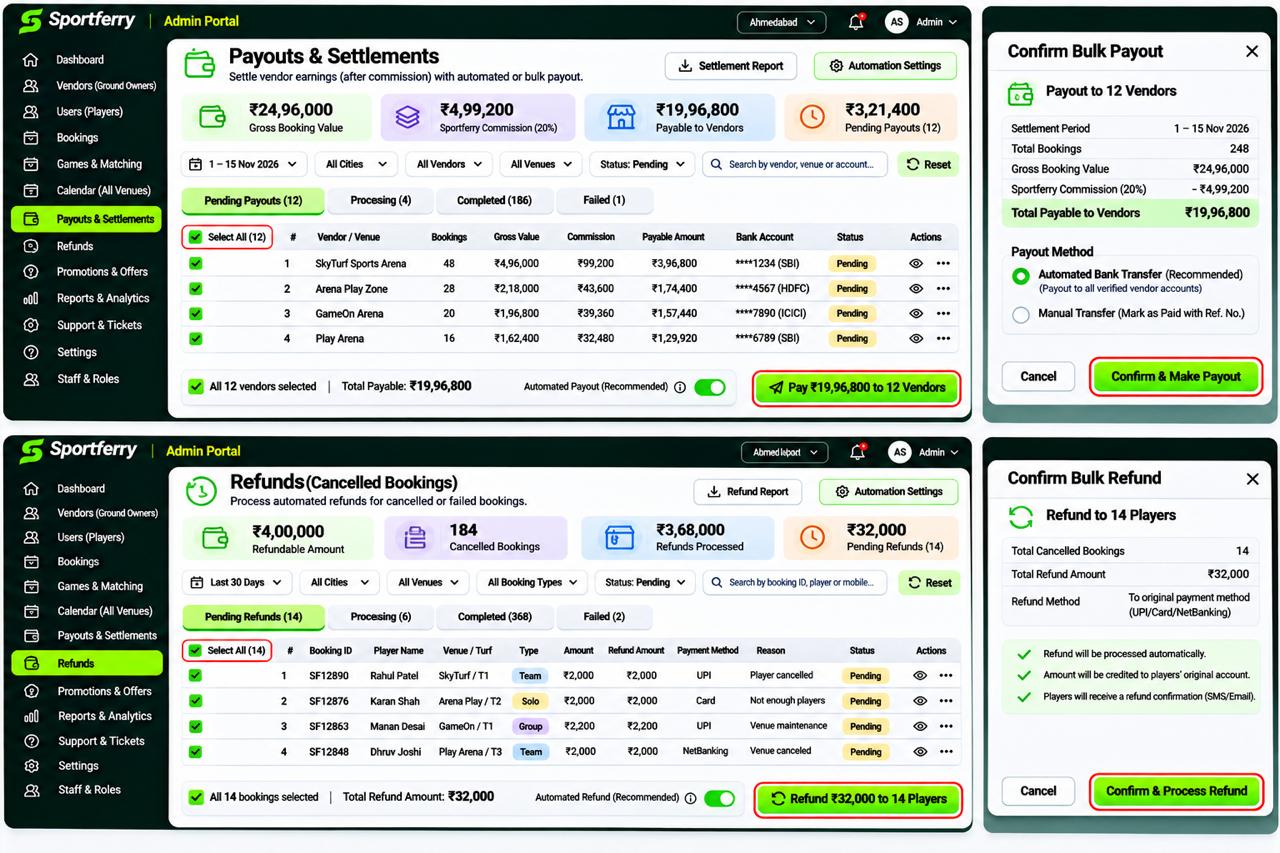 Sportferry | Admin Portal
Ahmedabad
AS Admin
Dashboard
Vendors (Ground Owners)
Users (Players)
Bookings
Games & Matching
Calendar (All Venues)
Payouts & Settlements
Refunds
Promotions & Offers
Reports & Analytics
Support & Tickets
Settings
Staff & Roles
Payouts & Settlements
Settle vendor earnings (after commission) with automated or bulk payout.
Settlement Report
Automation Settings
₹24,96,000
Gross Booking Value
₹4,99,200
Sportferry Commission (20%)
₹19,96,800
Payable to Vendors
₹3,21,400
Pending Payouts (12)
1 – 15 Nov 2026 All Cities All Vendors All Venues Status: Pending Search by vendor, venue or account... Reset
Pending Payouts (12) Procesing (4) Completed (186) Failed (1)
Select All (12) # Vendor / Venue Bookings Gross Value Commission Payable Amount Bank Account Status Actions
1 SkyTurf Sports Arena 48 ₹4,96,000 ₹99,200 ₹3,96,800 ****1234 (SBI) Pending
2 Arena Play Zone 28 ₹2,18,000 ₹43,600 ₹1,74,400 ****4567 (HDFC) Pending
3 GameOn Arena 20 ₹1,96,800 ₹39,360 ₹1,57,440 ****7890 (ICICI) Pending
4 Play Arena 16 ₹1,62,400 ₹32,480 ₹1,29,920 ****6789 (SBI) Pending
All 12 vendors selected | Total Payable: ₹19,96,800 Automated Payout (Recommended) Pay ₹19,96,800 to 12 Vendors
Confirm Bulk Payout
Payout to 12 Vendors
Settlement Period 1 – 15 Nov 2026
Total Bookings 248
Gross Booking Value ₹24,96,000
Sportferry Commission (20%) - ₹4,99,200
Total Payable to Vendors ₹19,96,800
Payout Method
Automated Bank Transfer (Recommended)
(Payout to all verified vendor accounts)
Manual Transfer (Mark as Paid with Ref. No.)
Cancel Confirm & Make Payout
Sportferry | Admin Portal
AS Admin
Dashboard
Vendors (Ground Owners)
Users (Players)
Bookings
Games & Matching
Calendar (All Venues)
Payouts & Settlements
Refunds
Promotions & Offers
Reports & Analytics
Support & Tickets
Settings
Staff & Roles
Refunds (Cancelled Bookings)
Process automated refunds for cancelled or failed bookings.
Refund Report
Automation Settings
₹4,00,000
Refundable Amount
184
Cancelled Bookings
₹3,68,000
Refunds Processed
₹32,000
Pending Refunds (14)
Last 30 Days All Cities All Venues All Booking Types Status: Pending Search by booking ID, player or mobile... Reset
Pending Refunds (14) Procesing (6) Completed (368) Failed (2)
Select All (14) # Booking ID Player Name Venue / Turf Type Amount Refund Amount Payment Method Reason Status Actions
1 SF12890 Rahul Patel SkyTurf / T1 Team ₹2,000 ₹2,000 UPI Player cancelled Pending
2 SF12876 Karan Shah Arena Play / T2 Solo ₹2,000 ₹2,000 Card Not enough players Pending
3 SF12863 Manan Desai GameOn / T1 Group ₹2,200 ₹2,200 UPI Venue maintenance Pending
4 SF12848 Dhruv Joshi Play Arena / T3 Team ₹2,000 ₹2,000 NetBanking Venue canceled Pending
All 14 bookings selected | Total Refund Amount: ₹32,000 Automated Refund (Recommended) Refund ₹32,000 to 14 Players
Confirm Bulk Refund
Refund to 14 Players
Total Cancelled Bookings 14
Total Refund Amount ₹32,000
Refund Method To original payment method
(UPI/Card/NetBanking)
Refund will be processed automatically.
Amount will be credited to players' original account.
Players will receive a refund confirmation (SMS/Email).
Cancel Confirm & Process Refund